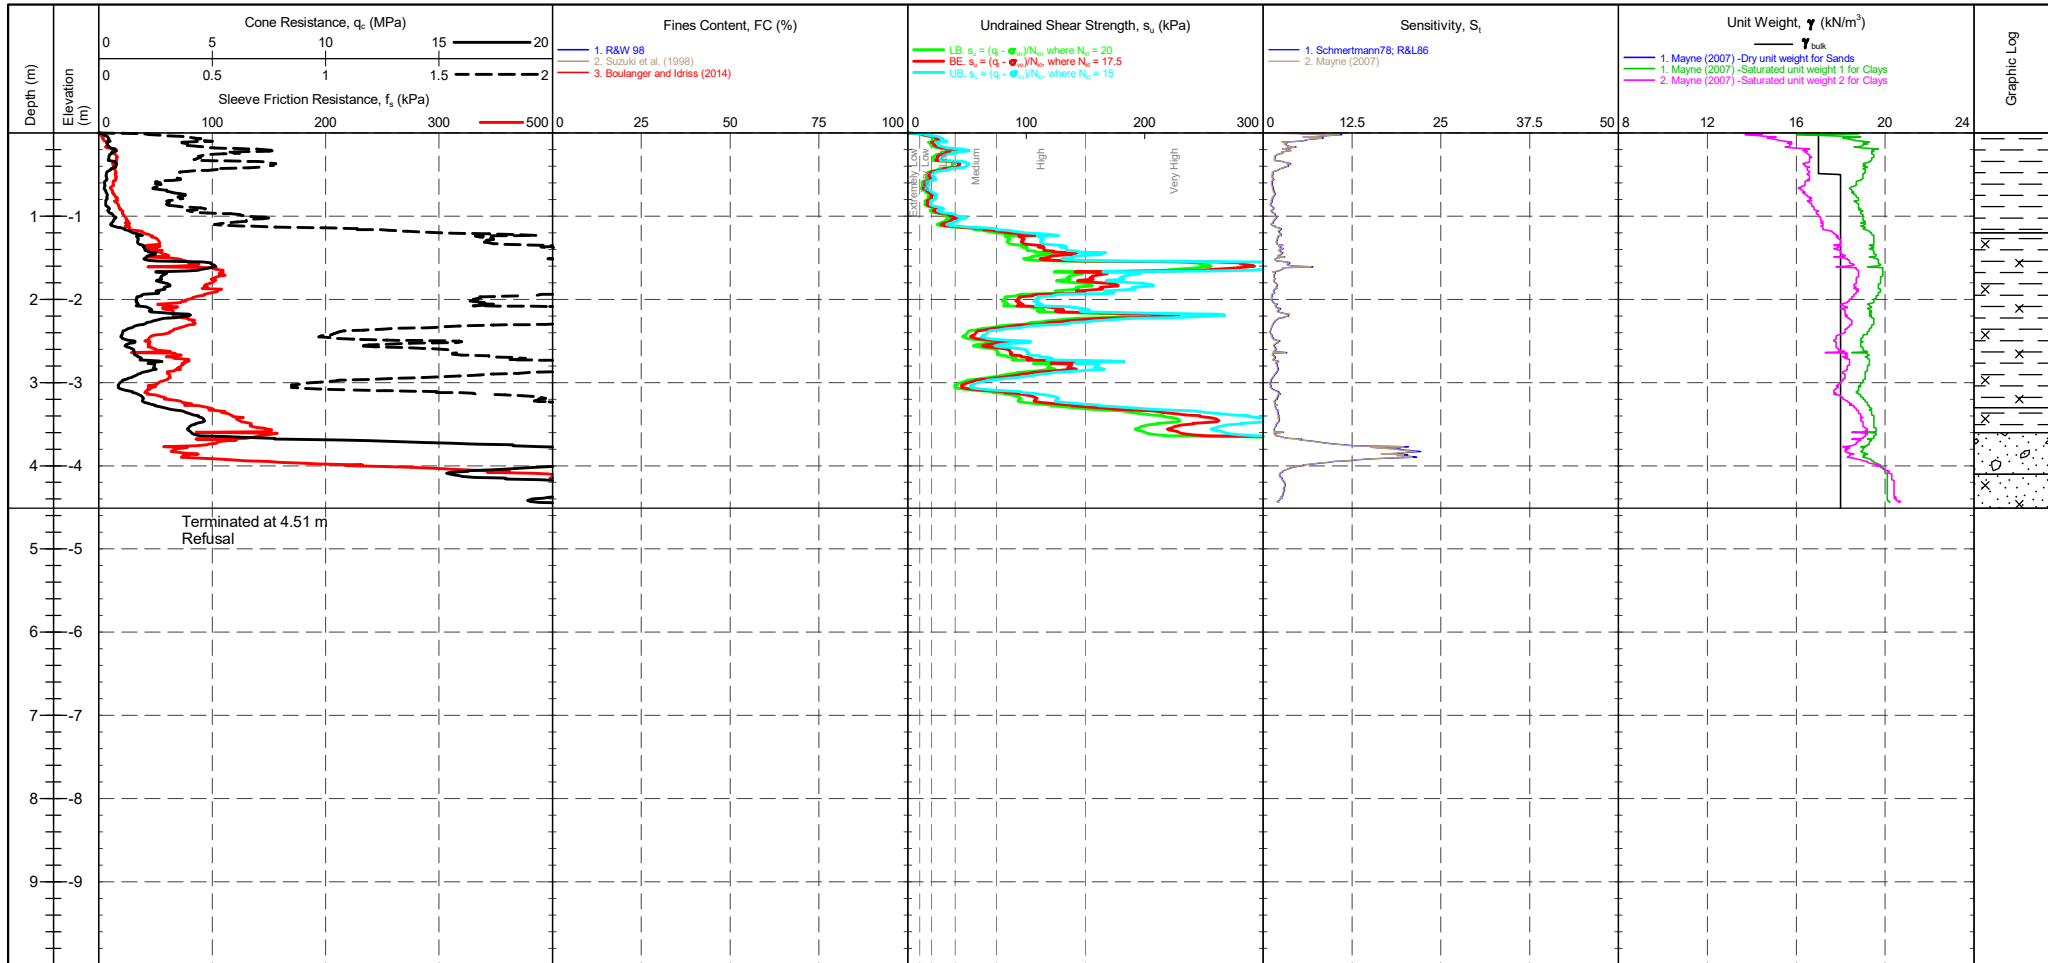 Depth (m)
Elevation (m)
Cone Resistance, qc (MPa)
0 5 10 15 20
0 0.5 1 1.5 2
Sleeve Friction Resistance, fs (kPa)
0 100 200 300 500
Fines Content, FC (%)
1. R&W 98
2. Suzuki et al. (1998)
3. Boulanger and Idriss (2014)
0 25 50 75 100
Undrained Shear Strength, su (kPa)
LB. su = (qt - σvo)/Nkt, where Nkt = 20
BE. su = (qt - σvo)/Nkt, where Nkt = 17.5
UB. su = (qt - σvo)/Nkt, where Nkt = 15
0 100 200 300
Extremely Low
Low
Medium
High
Very High
Sensitivity, St
1. Schmertmann78; R&L86
2. Mayne (2007)
0 12.5 25 37.5 50
Unit Weight, γ (kN/m³)
γbulk
1. Mayne (2007) -Dry unit weight for Sands
1. Mayne (2007) -Saturated unit weight 1 for Clays
2. Mayne (2007) -Saturated unit weight 2 for Clays
8 12 16 20 24
Graphic Log
1 -1
2 -2
3 -3
4 -4
Terminated at 4.51 m
Refusal
5 -5
6 -6
7 -7
8 -8
9 -9